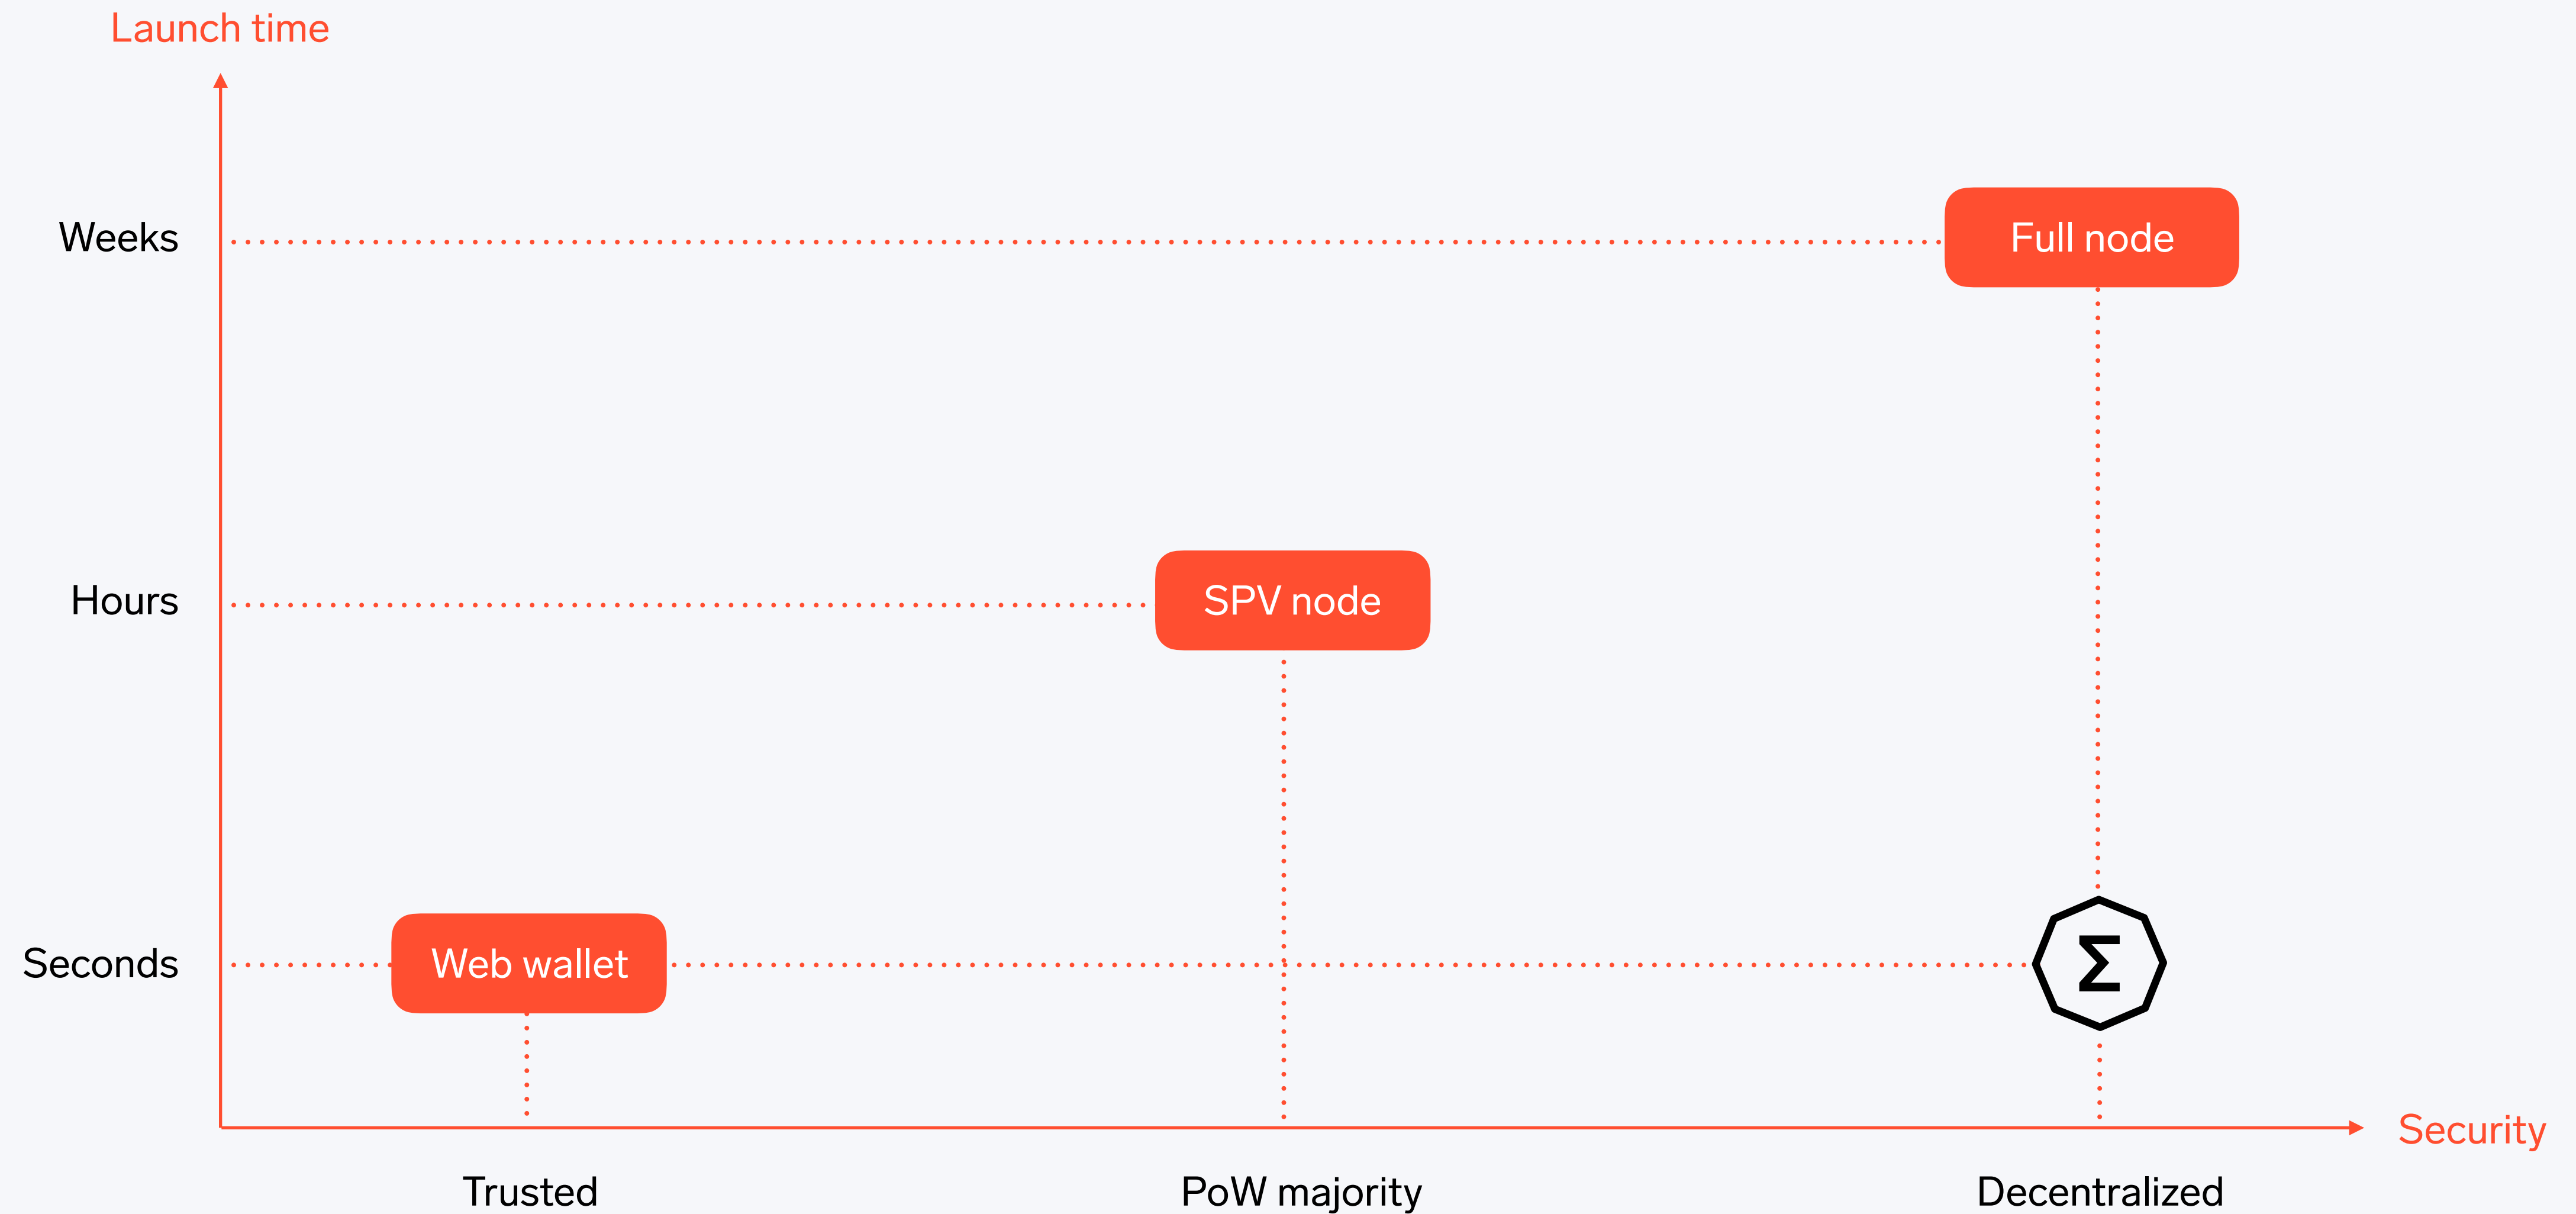 Launch time
Weeks
Full node
Hours
SPV node
Seconds
Web wallet
Σ
Security
Trusted
PoW majority
Decentralized